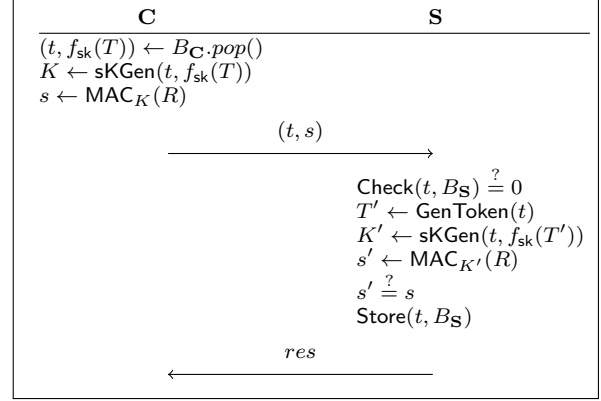 C S
(t, f_sk(T)) ← B_C.pop()
K ← sKGen(t, f_sk(T))
s ← MAC_K(R)
(t, s)
Check(t, B_S) ≟ 0
T′ ← GenToken(t)
K′ ← sKGen(t, f_sk(T′))
s′ ← MAC_K′(R)
s′ ≟ s
Store(t, B_S)
res